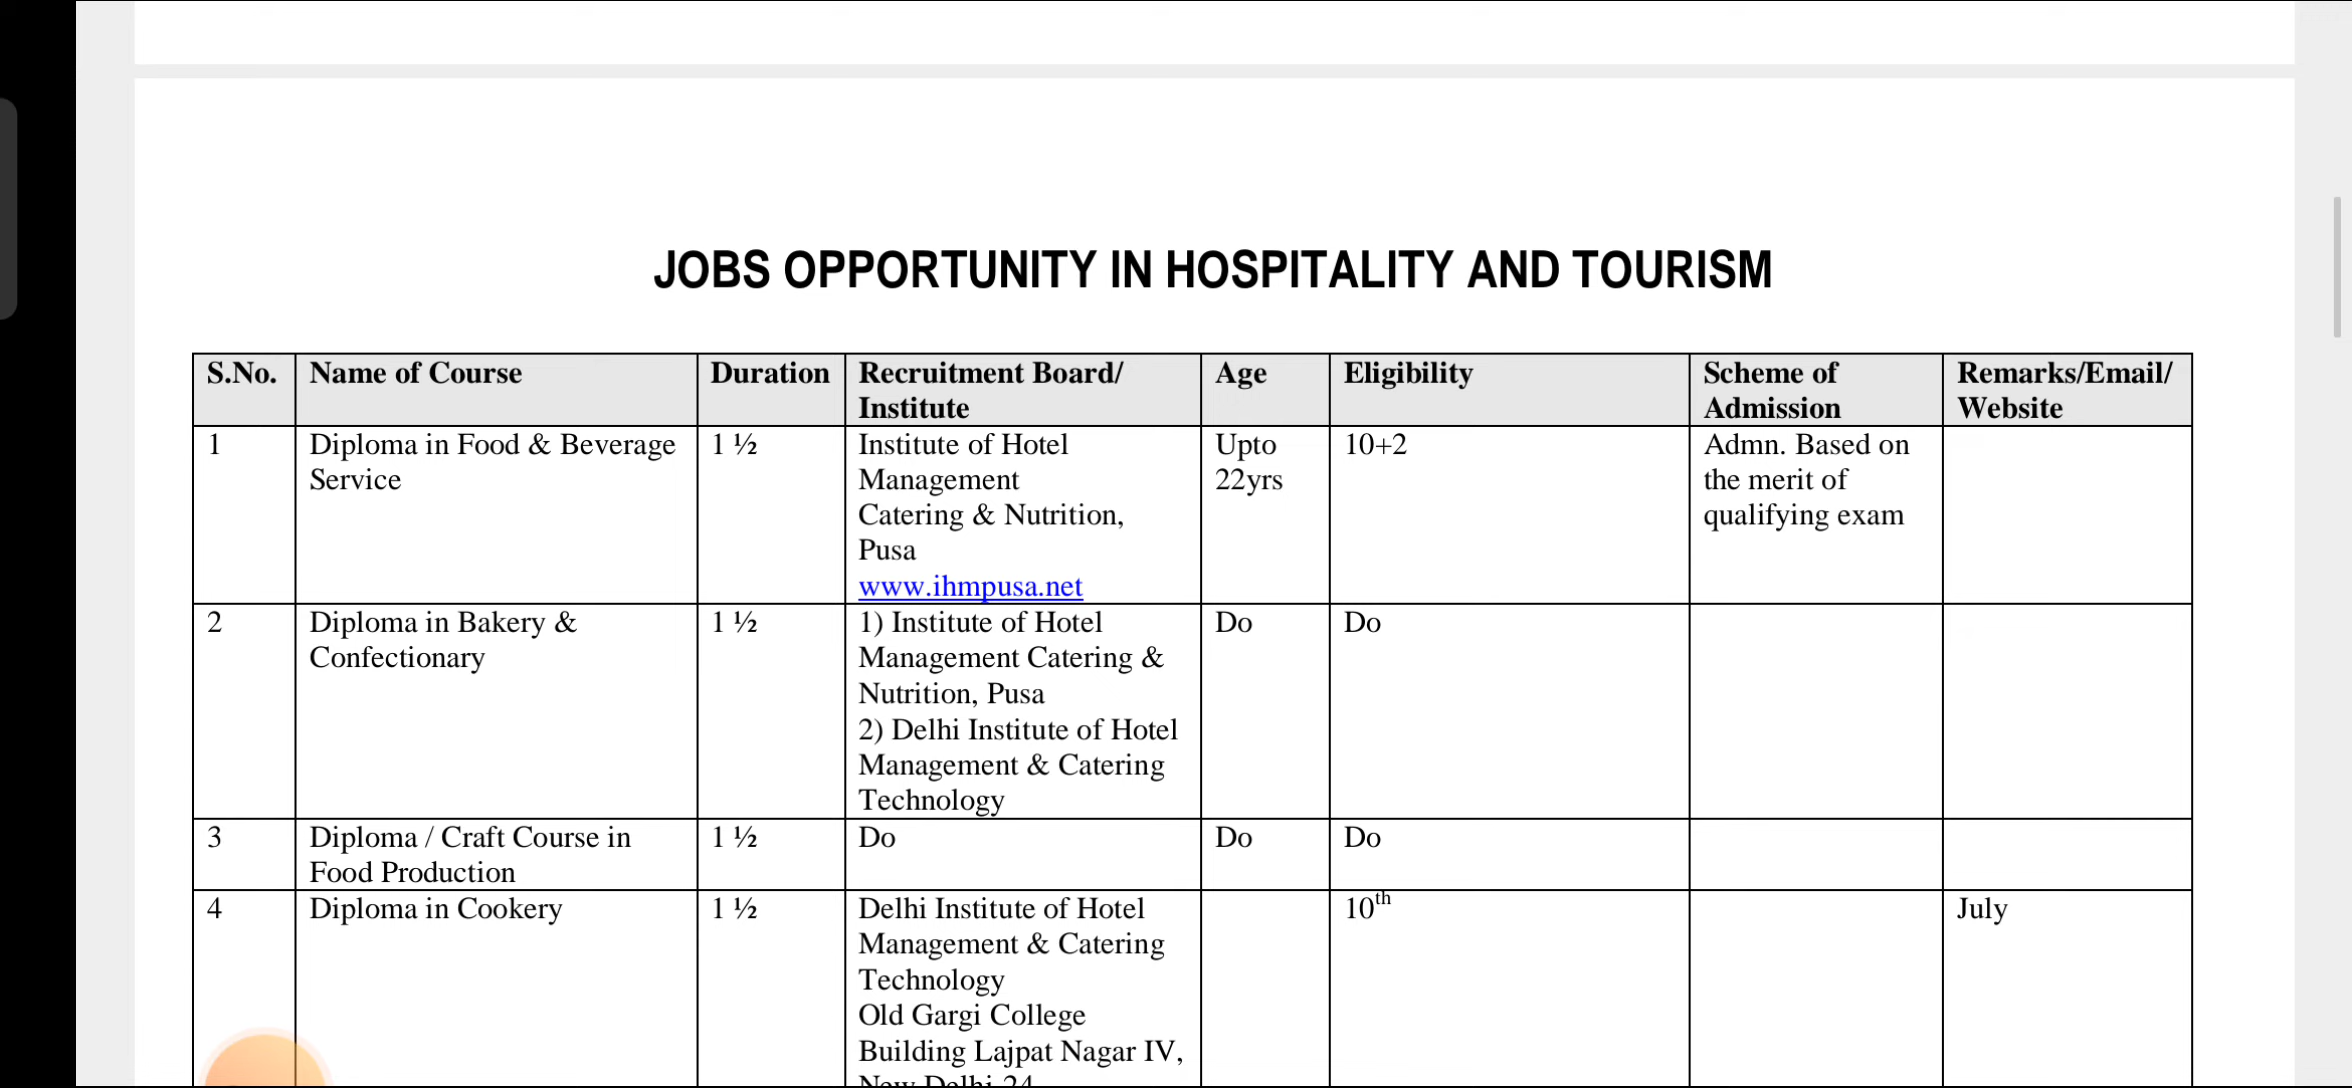 JOBS OPPORTUNITY IN HOSPITALITY AND TOURISM
S.No.
Name of Course
Duration
Recruitment Board/
Institute
Age
Eligibility
Scheme of
Admission
Remarks/Email/
Website
1
Diploma in Food & Beverage
Service
1 ½
Institute of Hotel
Management
Catering & Nutrition,
Pusa
www.ihmpusa.net
Upto
22yrs
10+2
Admn. Based on
the merit of
qualifying exam
2
Diploma in Bakery &
Confectionary
1 ½
1) Institute of Hotel
Management Catering &
Nutrition, Pusa
2) Delhi Institute of Hotel
Management & Catering
Technology
Do
Do
3
Diploma / Craft Course in
Food Production
1 ½
Do
Do
Do
4
Diploma in Cookery
1 ½
Delhi Institute of Hotel
Management & Catering
Technology
Old Gargi College
Building Lajpat Nagar IV,
New Delhi-24
10th
July